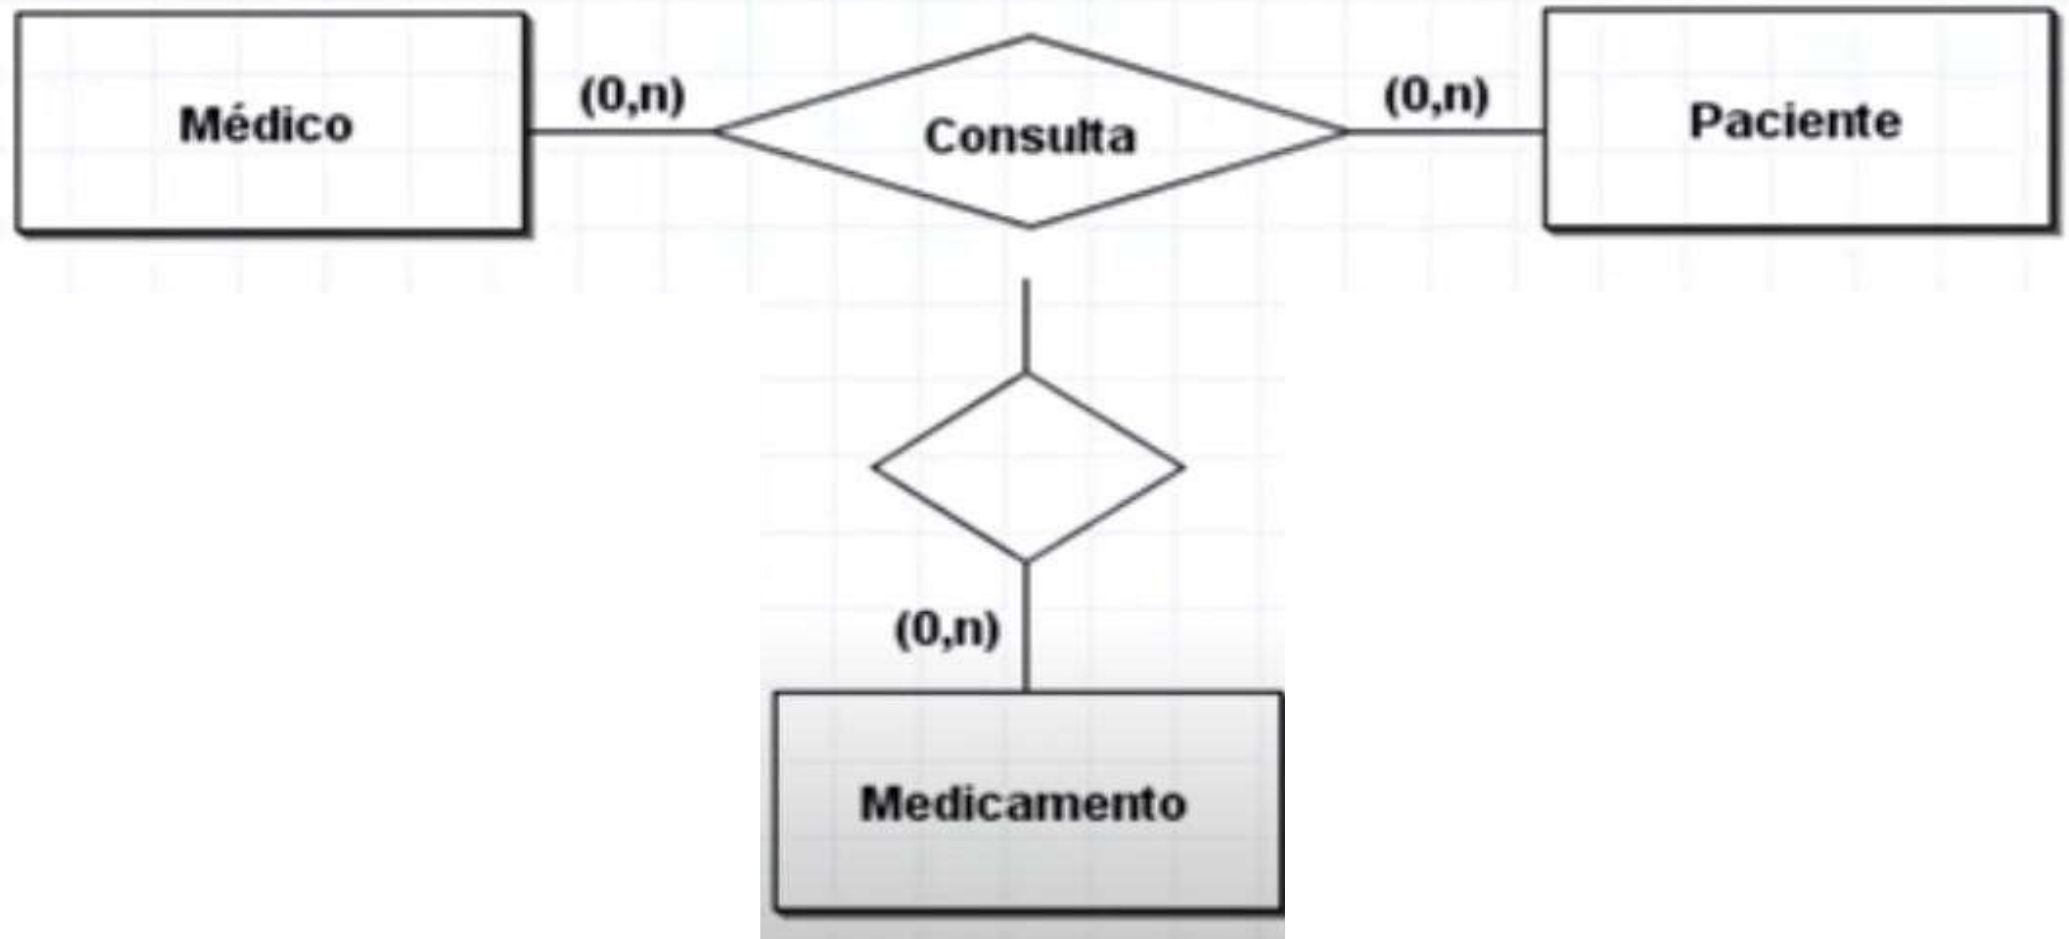 Médico
(0,n)
Consulta
(0,n)
Paciente
(0,n)
Medicamento